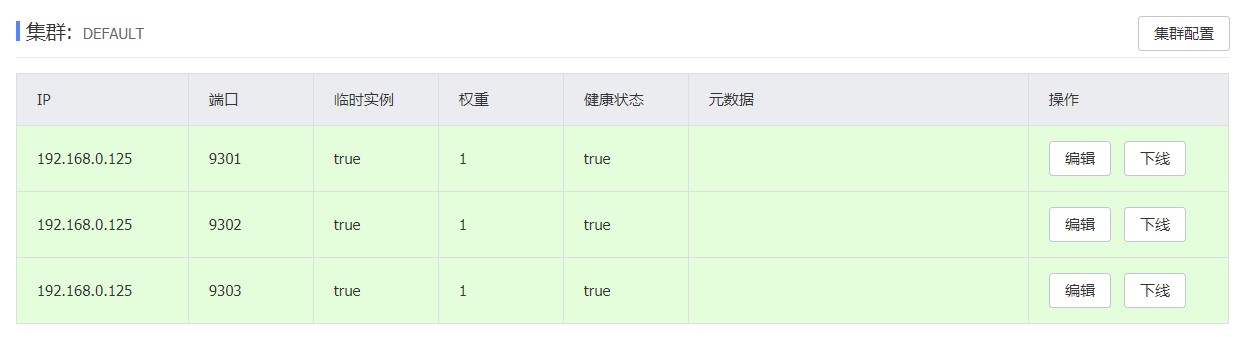 集群: DEFAULT 集群配置
IP 端口 临时实例 权重 健康状态 元数据 操作
192.168.0.125 9301 true 1 true 编辑 下线
192.168.0.125 9302 true 1 true 编辑 下线
192.168.0.125 9303 true 1 true 编辑 下线